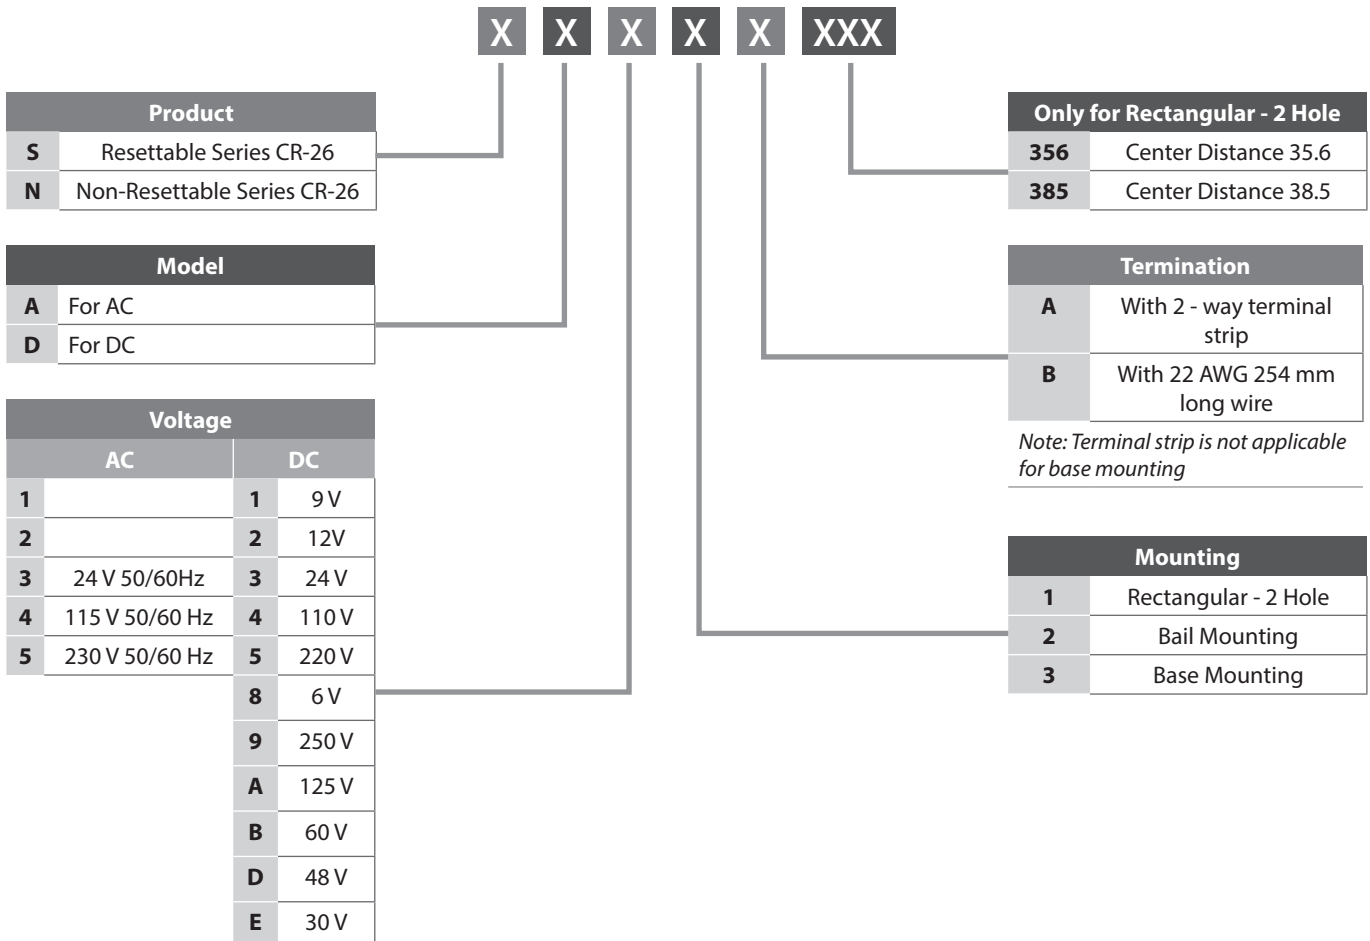 X X X X X XXX
Product
S Resettable Series CR-26
N Non-Resettable Series CR-26
Model
A For AC
D For DC
Voltage
AC DC
1 1 9 V
2 2 12V
3 24 V 50/60Hz 3 24 V
4 115 V 50/60 Hz 4 110 V
5 230 V 50/60 Hz 5 220 V
8 6 V
9 250 V
A 125 V
B 60 V
D 48 V
E 30 V
Only for Rectangular - 2 Hole
356 Center Distance 35.6
385 Center Distance 38.5
Termination
A With 2 - way terminal
strip
B With 22 AWG 254 mm
long wire
Note: Terminal strip is not applicable
for base mounting
Mounting
1 Rectangular - 2 Hole
2 Bail Mounting
3 Base Mounting